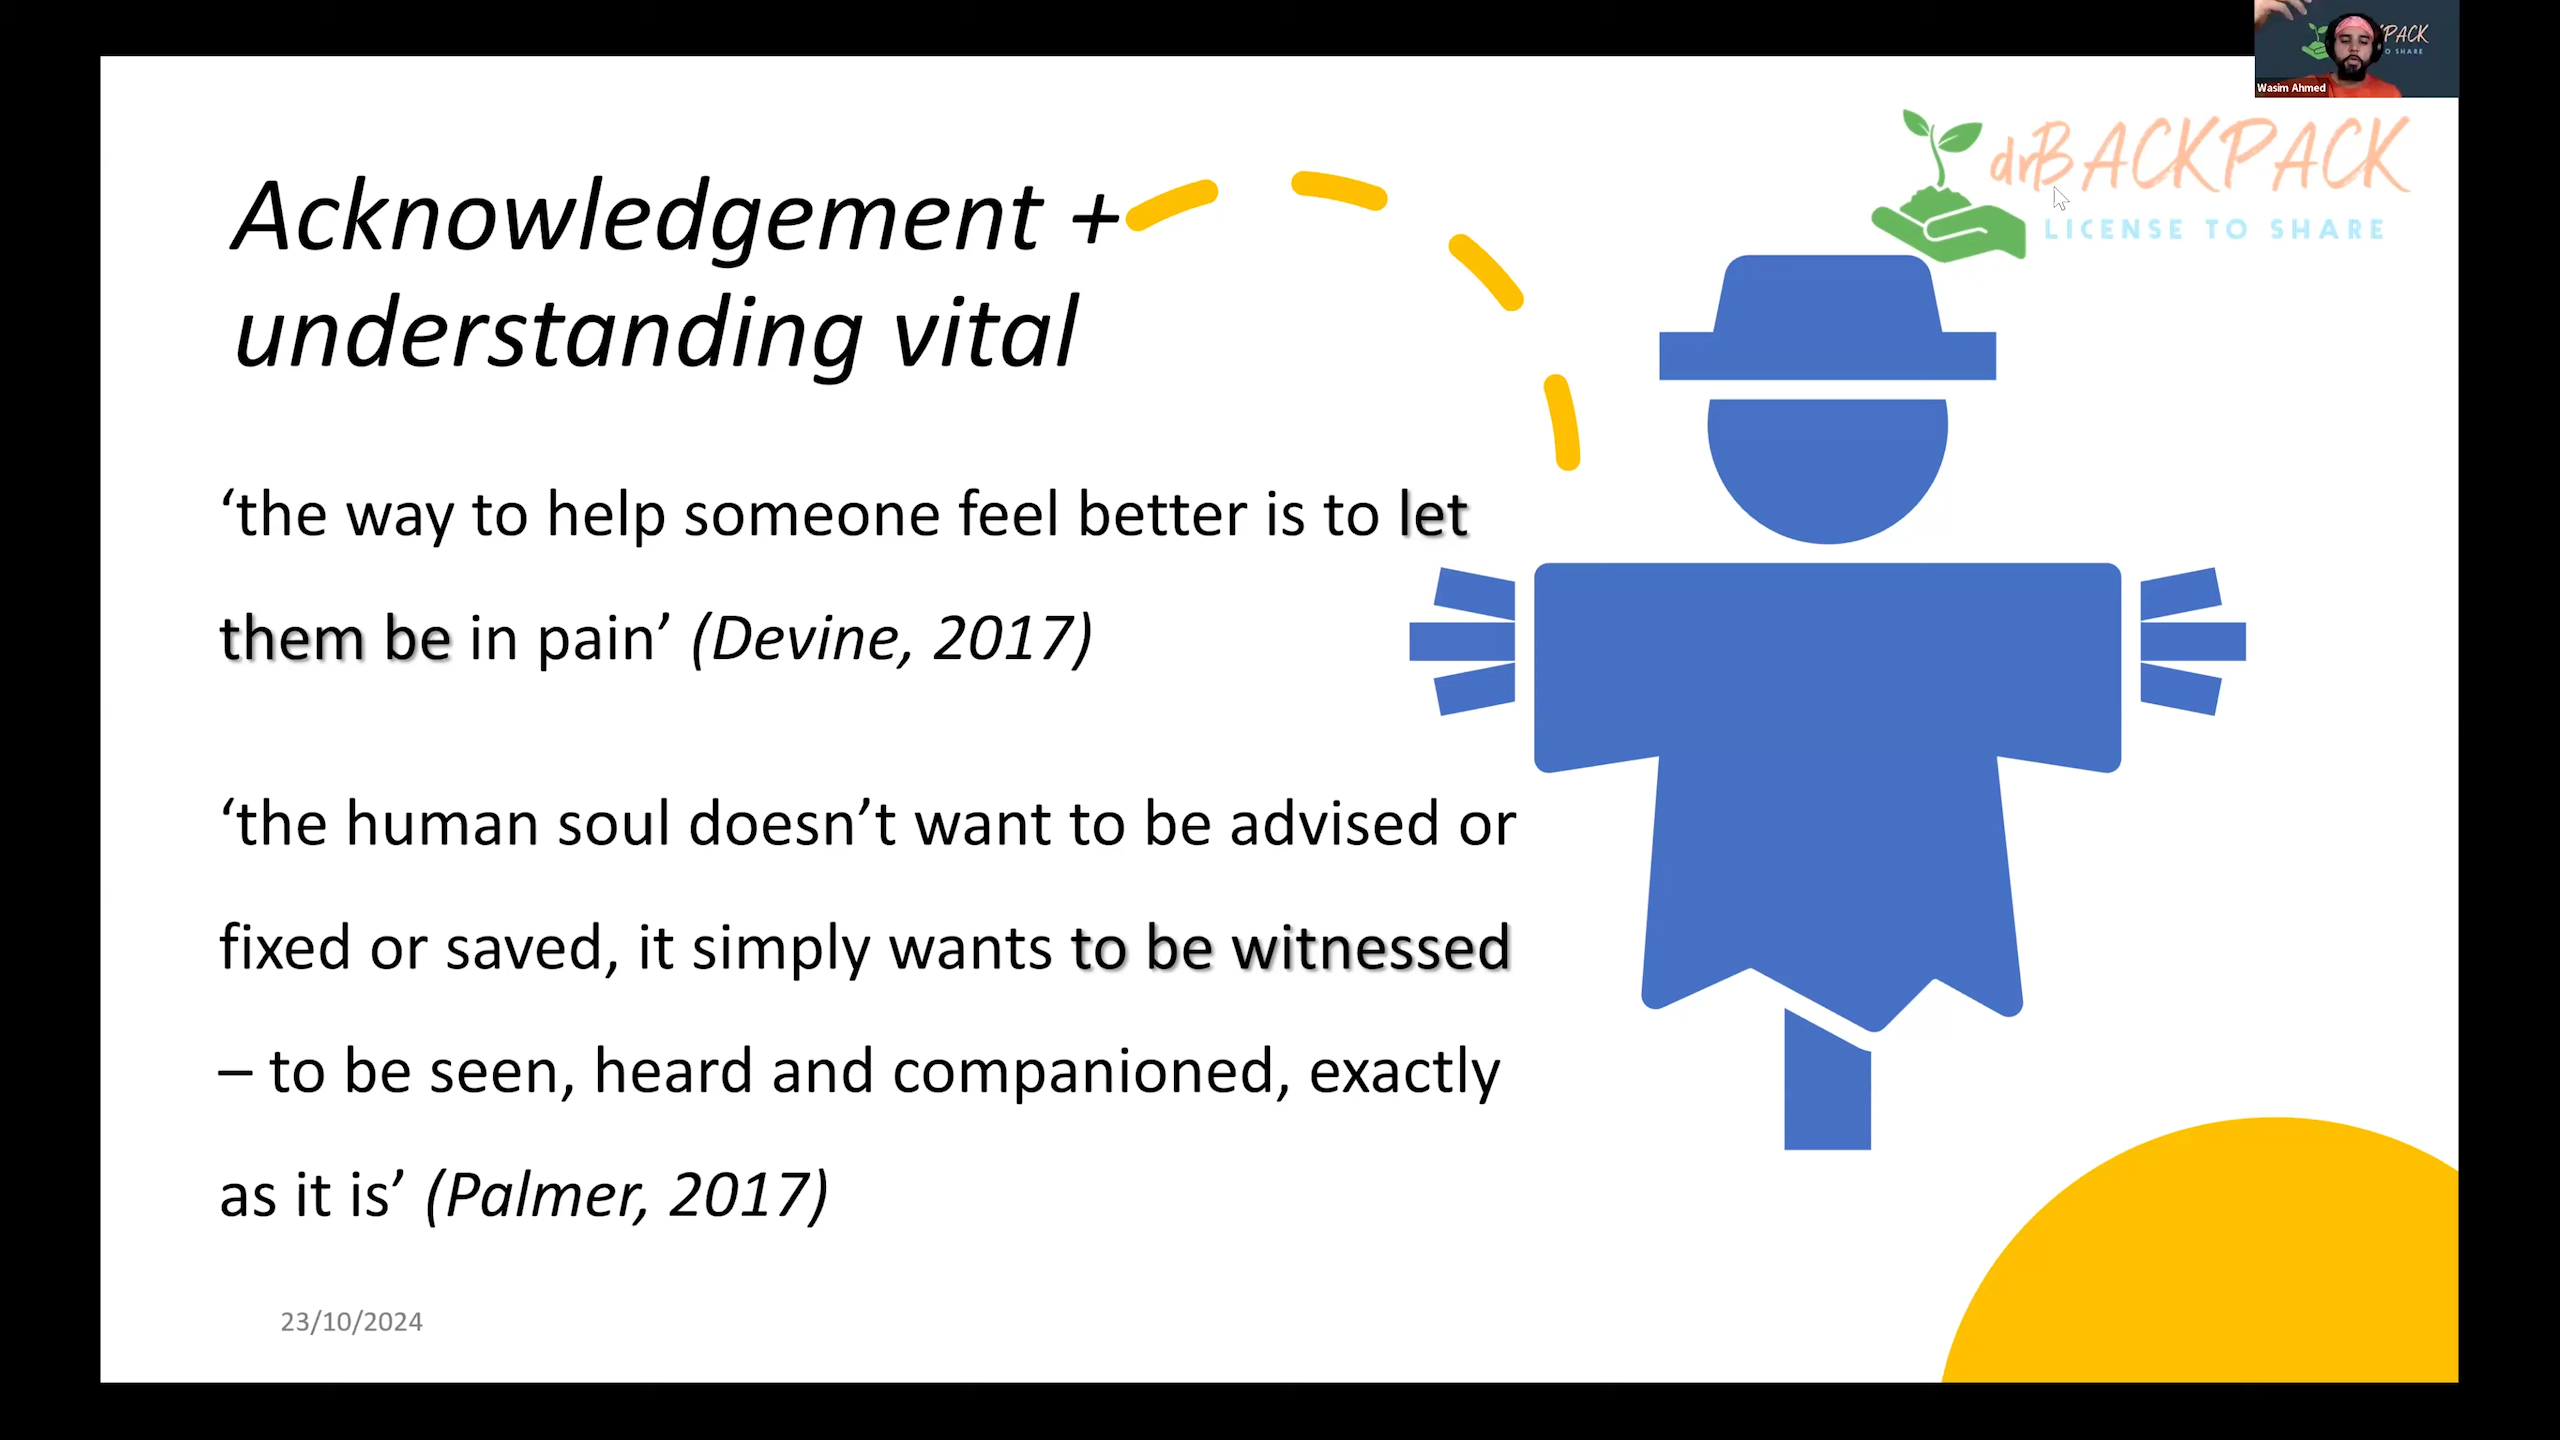 PACK
O SHARE
Wasim Ahmed
drBACKPACK
LICENSE TO SHARE
Acknowledgement +
understanding vital
‘the way to help someone feel better is to let
them be in pain’ (Devine, 2017)
‘the human soul doesn’t want to be advised or
fixed or saved, it simply wants to be witnessed
– to be seen, heard and companioned, exactly
as it is’ (Palmer, 2017)
23/10/2024